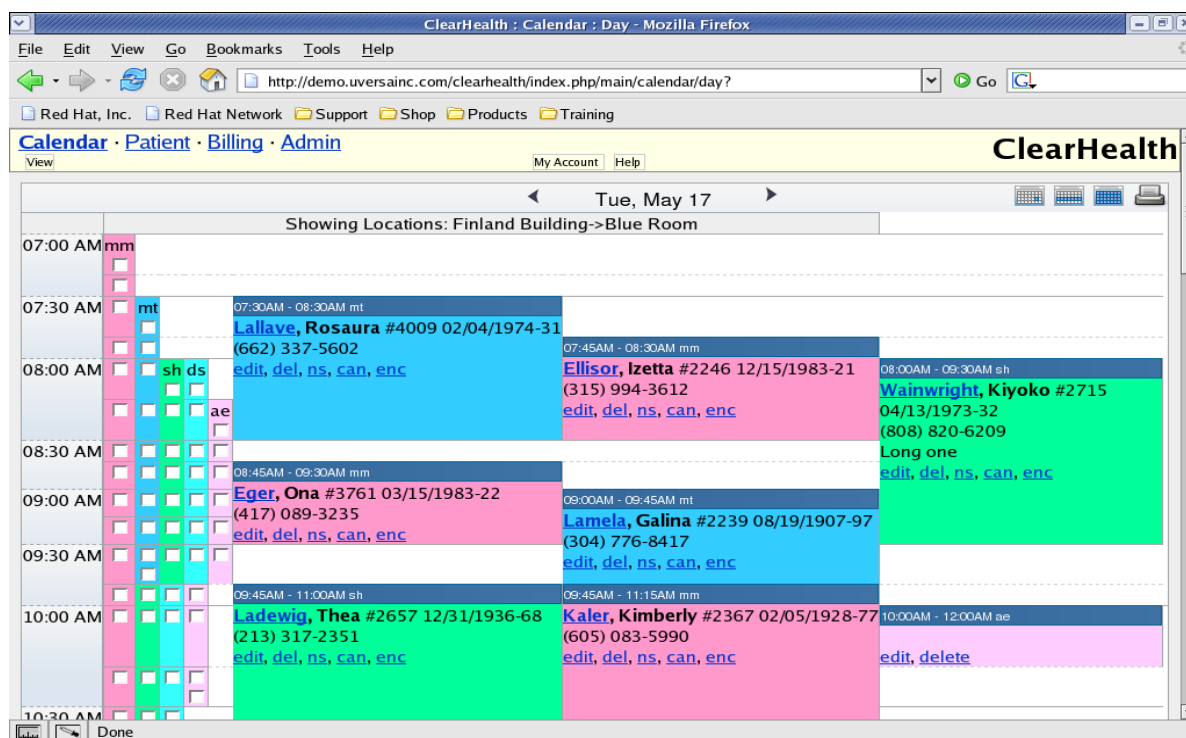 ClearHealth : Calendar : Day - Mozilla Firefox
File Edit View Go Bookmarks Tools Help
http://demo.uversainc.com/clearhealth/index.php/main/calendar/day? Go G
Red Hat, Inc. Red Hat Network Support Shop Products Training
Calendar · Patient · Billing · Admin
ClearHealth
View My Account Help
Tue, May 17
Showing Locations: Finland Building->Blue Room
07:00 AM mm
07:30 AM mt
07:30AM - 08:30AM mt
Lallave, Rosaura #4009 02/04/1974-31
(662) 337-5602
edit, del, ns, can, enc
07:45AM - 08:30AM mm
Ellisor, Izetta #2246 12/15/1983-21
(315) 994-3612
edit, del, ns, can, enc
08:00 AM sh ds
ae
08:00AM - 09:30AM sh
Wainwright, Kiyoko #2715
04/13/1973-32
(808) 820-6209
Long one
edit, del, ns, can, enc
08:30 AM
08:45AM - 09:30AM mm
Eger, Ona #3761 03/15/1983-22
(417) 089-3235
edit, del, ns, can, enc
09:00 AM
09:00AM - 09:45AM mt
Lamela, Galina #2239 08/19/1907-97
(304) 776-8417
edit, del, ns, can, enc
09:30 AM
09:45AM - 11:00AM sh
Ladewig, Thea #2657 12/31/1936-68
(213) 317-2351
edit, del, ns, can, enc
09:45AM - 11:15AM mm
Kaler, Kimberly #2367 02/05/1928-77
(605) 083-5990
edit, del, ns, can, enc
10:00 AM
10:00AM - 12:00AM ae
edit, delete
10:30 AM
Done